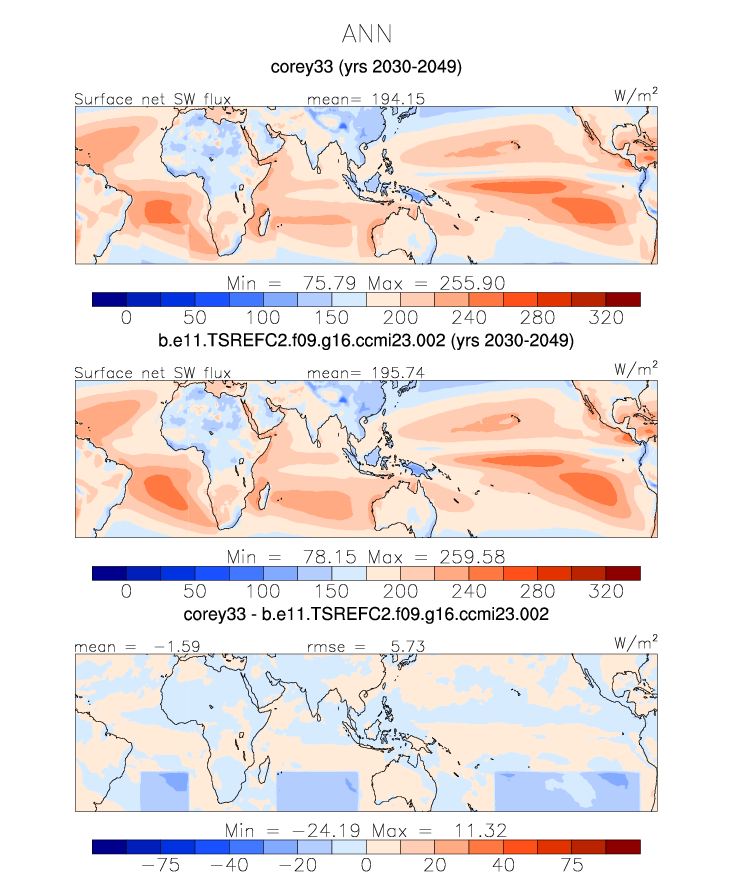 ANN
corey33 (yrs 2030-2049)
Surface net SW flux mean= 194.15 W/m²
Min = 75.79 Max = 255.90
0 50 100 150 200 240 280 320
b.e11.TSREFC2.f09.g16.ccmi23.002 (yrs 2030-2049)
Surface net SW flux mean= 195.74 W/m²
Min = 78.15 Max = 259.58
0 50 100 150 200 240 280 320
corey33 - b.e11.TSREFC2.f09.g16.ccmi23.002
mean = −1.59 rmse = 5.73 W/m²
Min = −24.19 Max = 11.32
−75 −40 −20 0 20 40 75